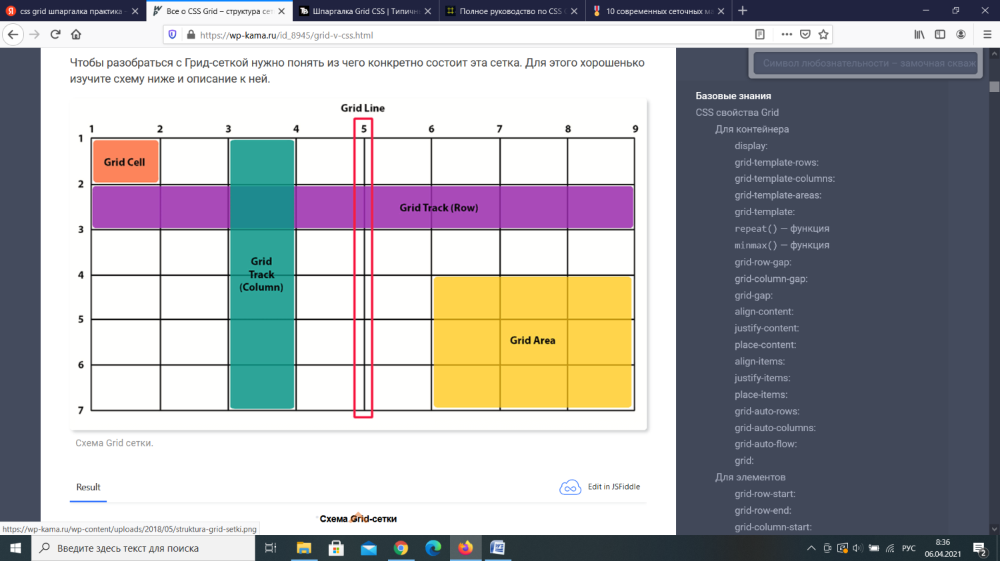 css grid шпаргалка практика -
Все о CSS Grid – структура сет
Шпаргалка Grid CSS | Типичн
Полное руководство по CSS G
10 современных сеточных ма
https://wp-kama.ru/id_8945/grid-v-css.html
Чтобы разобраться с Грид-сеткой нужно понять из чего конкретно состоит эта сетка. Для этого хорошенько
изучите схему ниже и описание к ней.
Grid Line
1 2 3 4 5 6 7 8 9
1
Grid Cell
2
Grid Track (Row)
3
Grid
Track
(Column)
4
5
Grid Area
6
7
Схема Grid сетки.
Result
Edit in JSFiddle
Схема Grid-сетки
Символ любознательности – замочная скваж
Базовые знания
CSS свойства Grid
Для контейнера
display:
grid-template-rows:
grid-template-columns:
grid-template-areas:
grid-template:
repeat() — функция
minmax() — функция
grid-row-gap:
grid-column-gap:
grid-gap:
align-content:
justify-content:
place-content:
align-items:
justify-items:
place-items:
grid-auto-rows:
grid-auto-columns:
grid-auto-flow:
grid:
Для элементов
grid-row-start:
grid-row-end:
grid-column-start:
https://wp-kama.ru/wp-content/uploads/2018/05/struktura-grid-setki.png
Введите здесь текст для поиска
РУС
8:36
06.04.2021
2